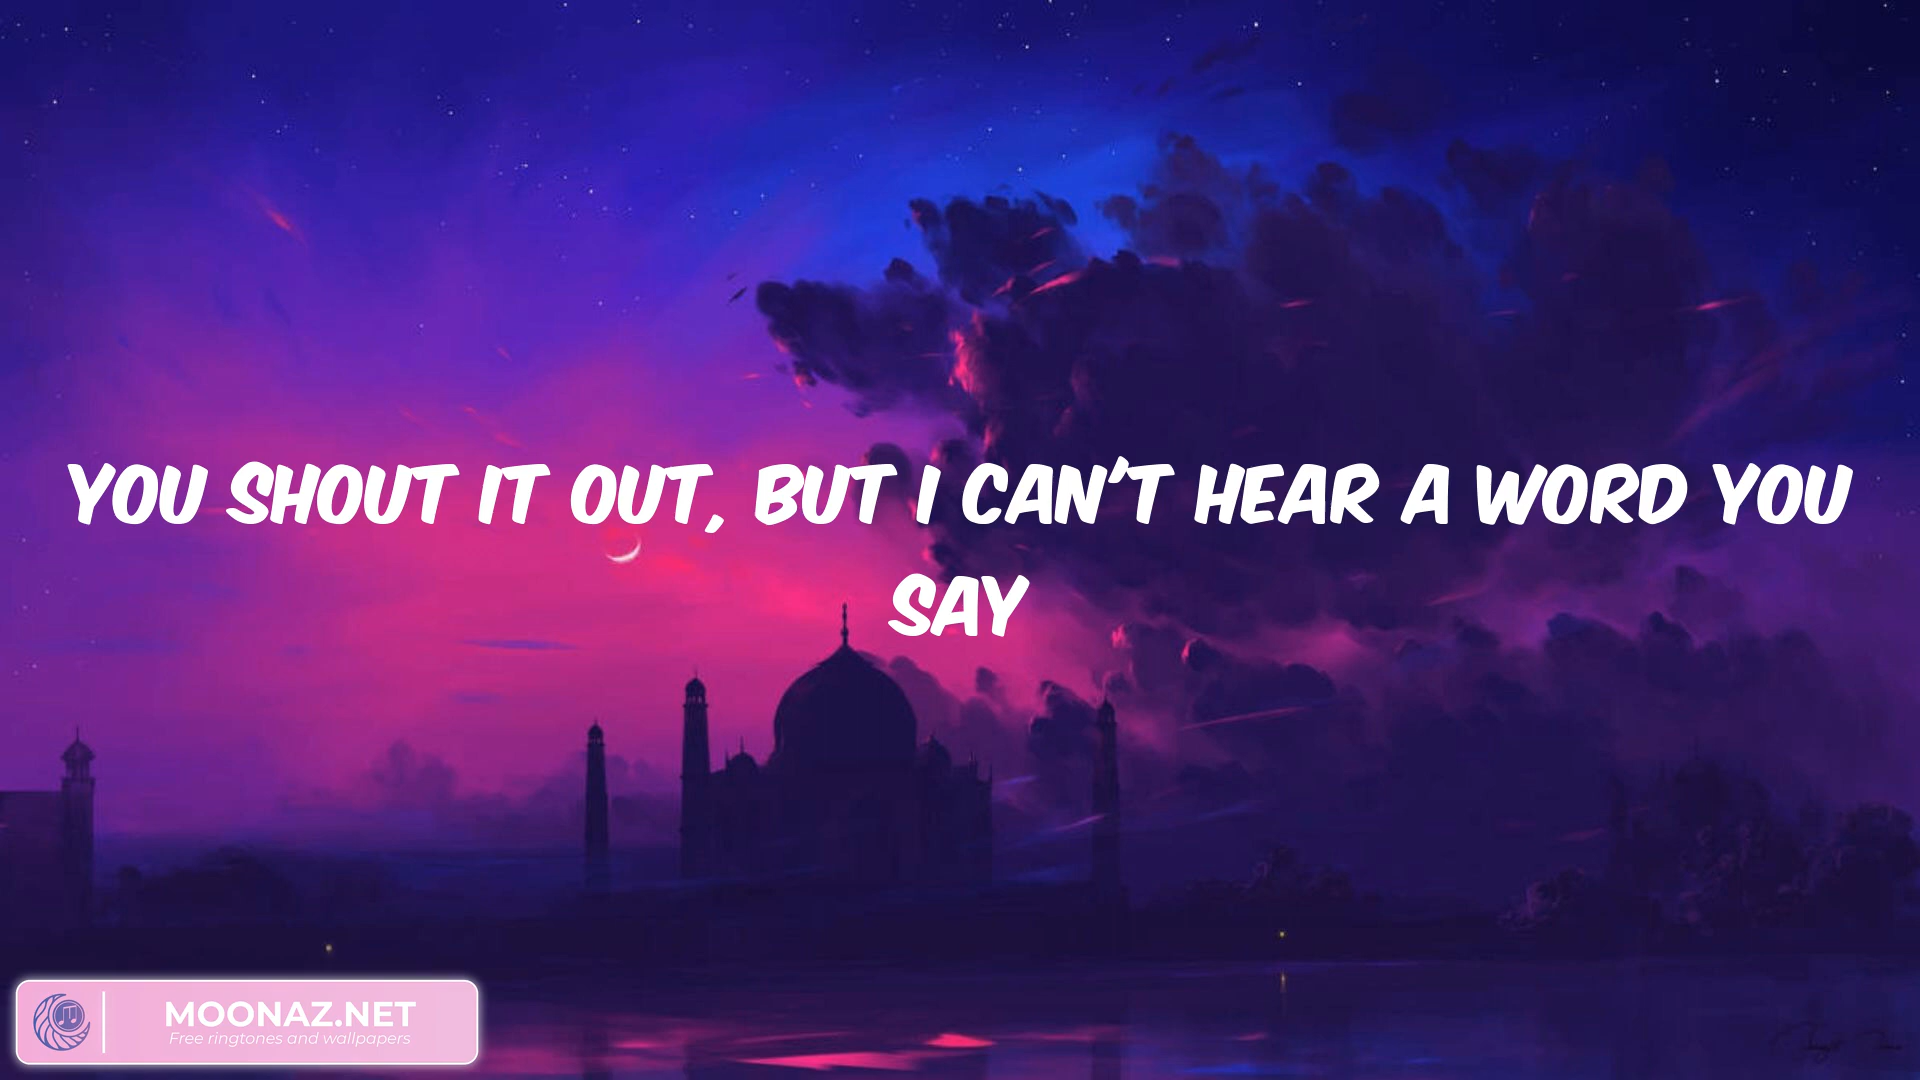 YOU SHOUT IT OUT, BUT I CAN'T HEAR A WORD YOU
SAY
MOONAZ.NET
Free ringtones and wallpapers